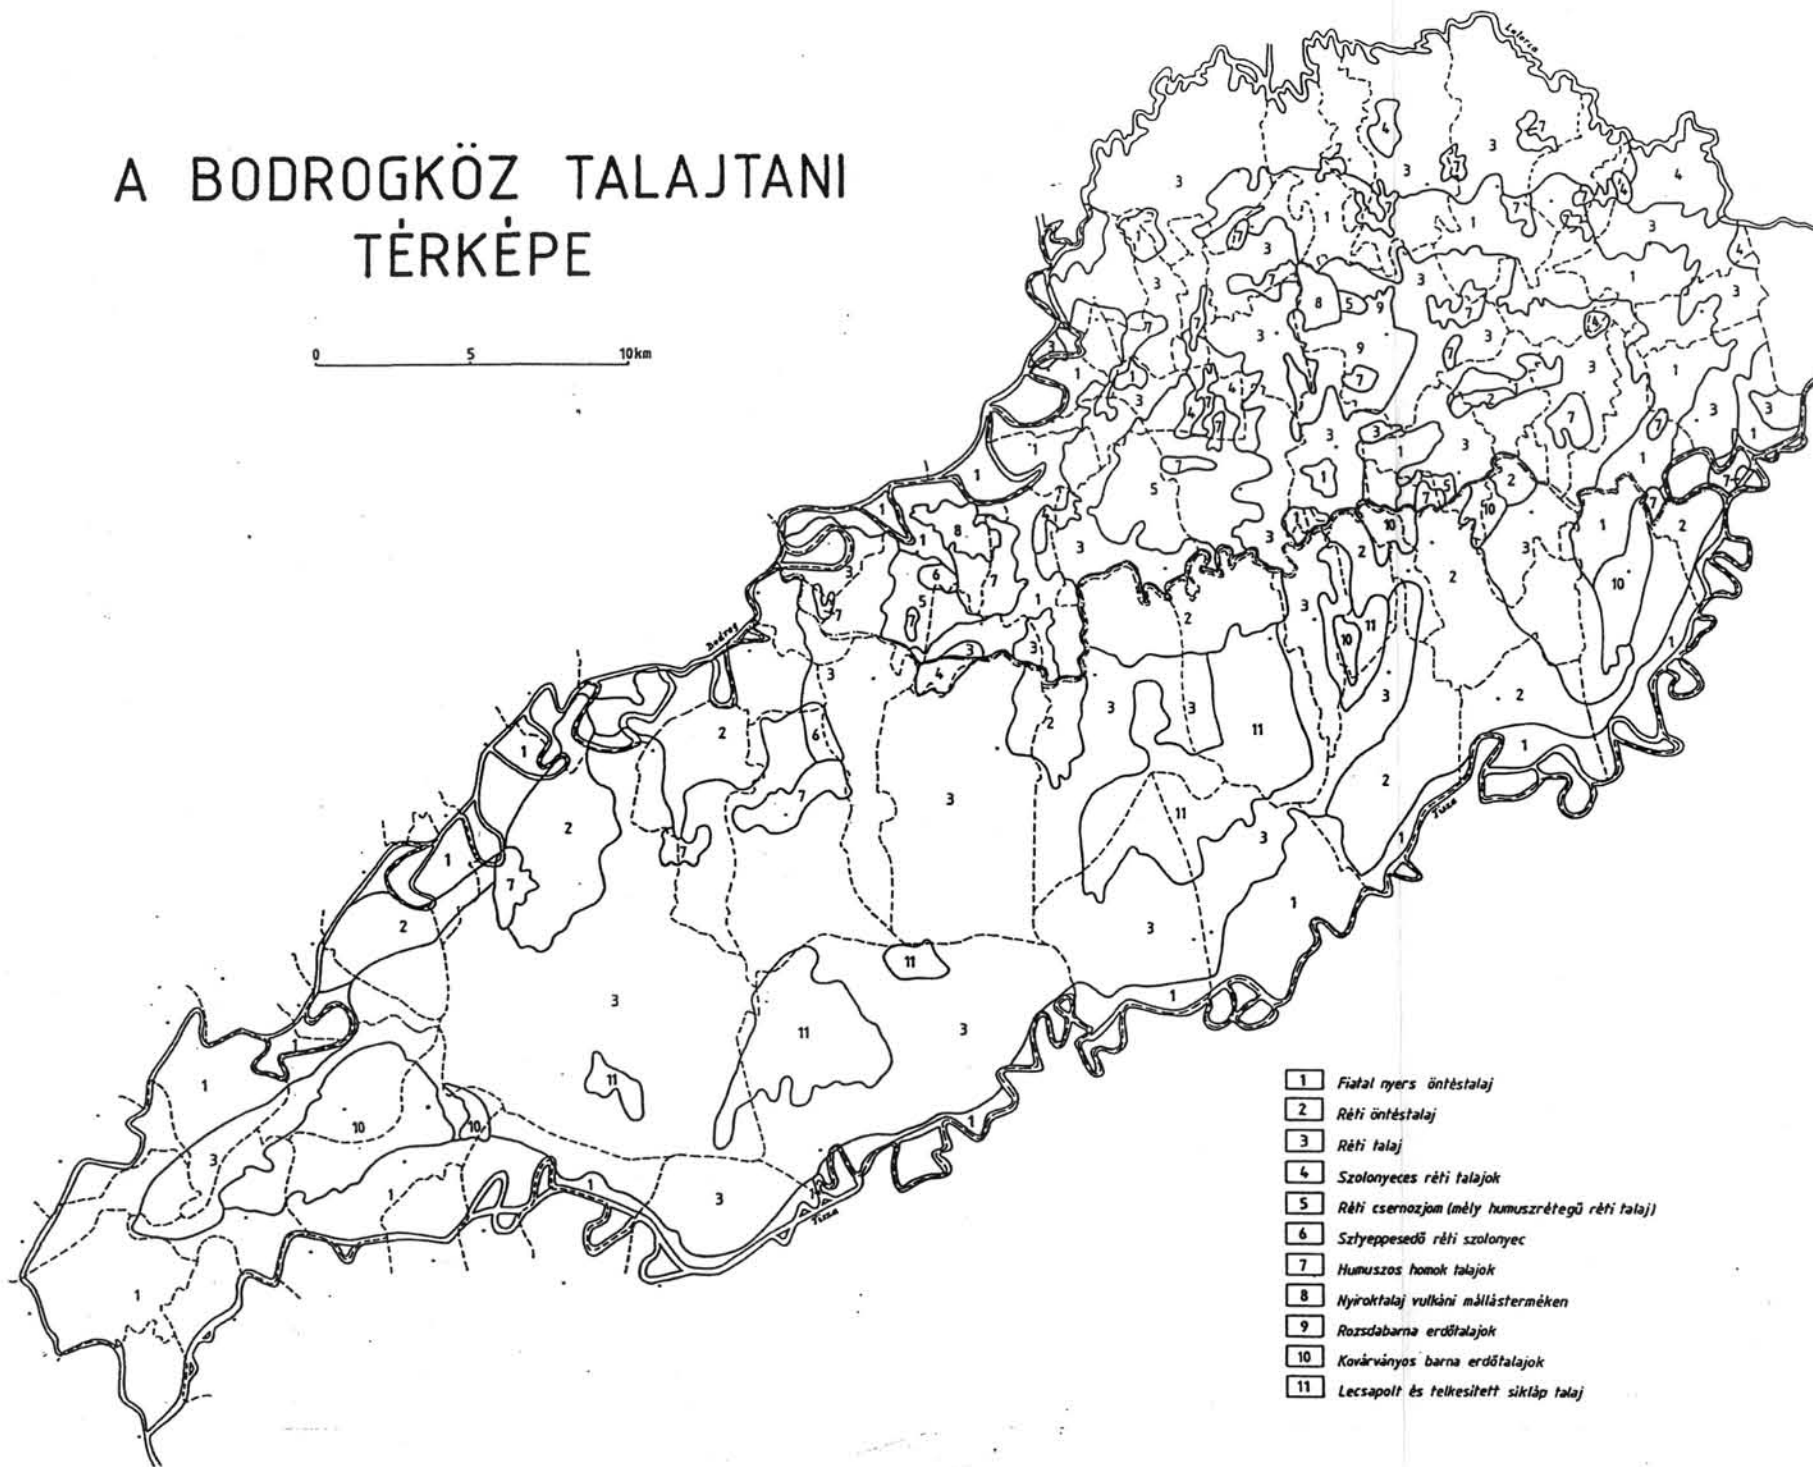 A BODROGKÖZ TALAJTANI
TÉRKÉPE
0 5 10km
Latorca
Bodrog
Tisza
Tisza
1 Fiatal nyers öntéstalaj
2 Réti öntéstalaj
3 Réti talaj
4 Szolonyeces réti talajok
5 Réti csernozjom (mély humuszrétegű réti talaj)
6 Sztyeppesedő réti szolonyec
7 Humuszos homok talajok
8 Nyiroktalaj vulkáni mállásterméken
9 Rozsdabarna erdőtalajok
10 Kovárványos barna erdőtalajok
11 Lecsapolt és telkesitett sikláp talaj